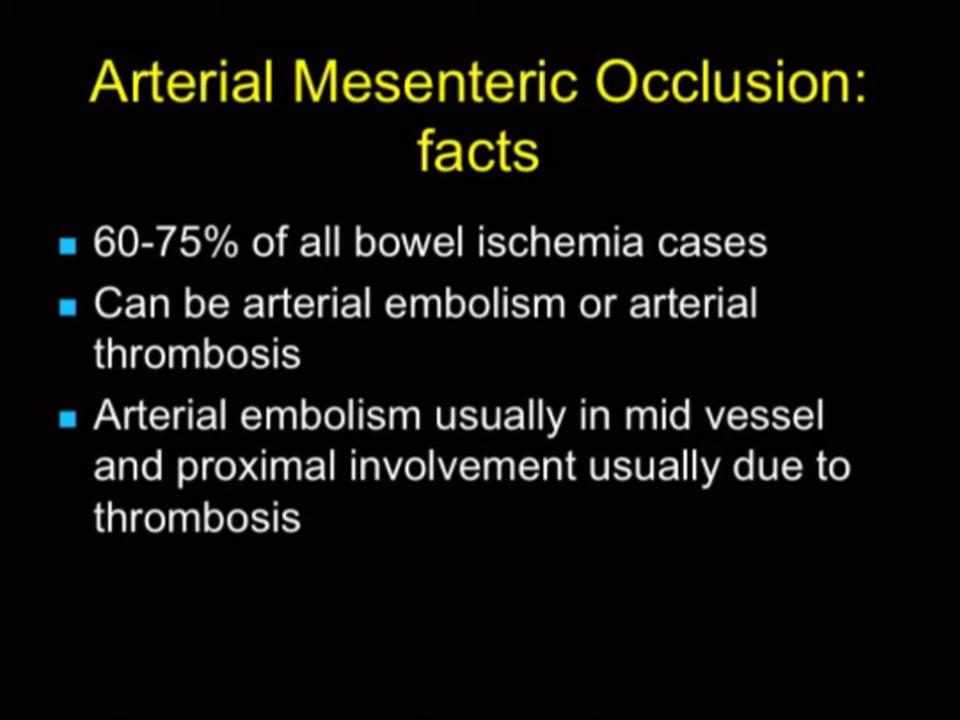 Arterial Mesenteric Occlusion:
facts
60-75% of all bowel ischemia cases
Can be arterial embolism or arterial
thrombosis
Arterial embolism usually in mid vessel
and proximal involvement usually due to
thrombosis